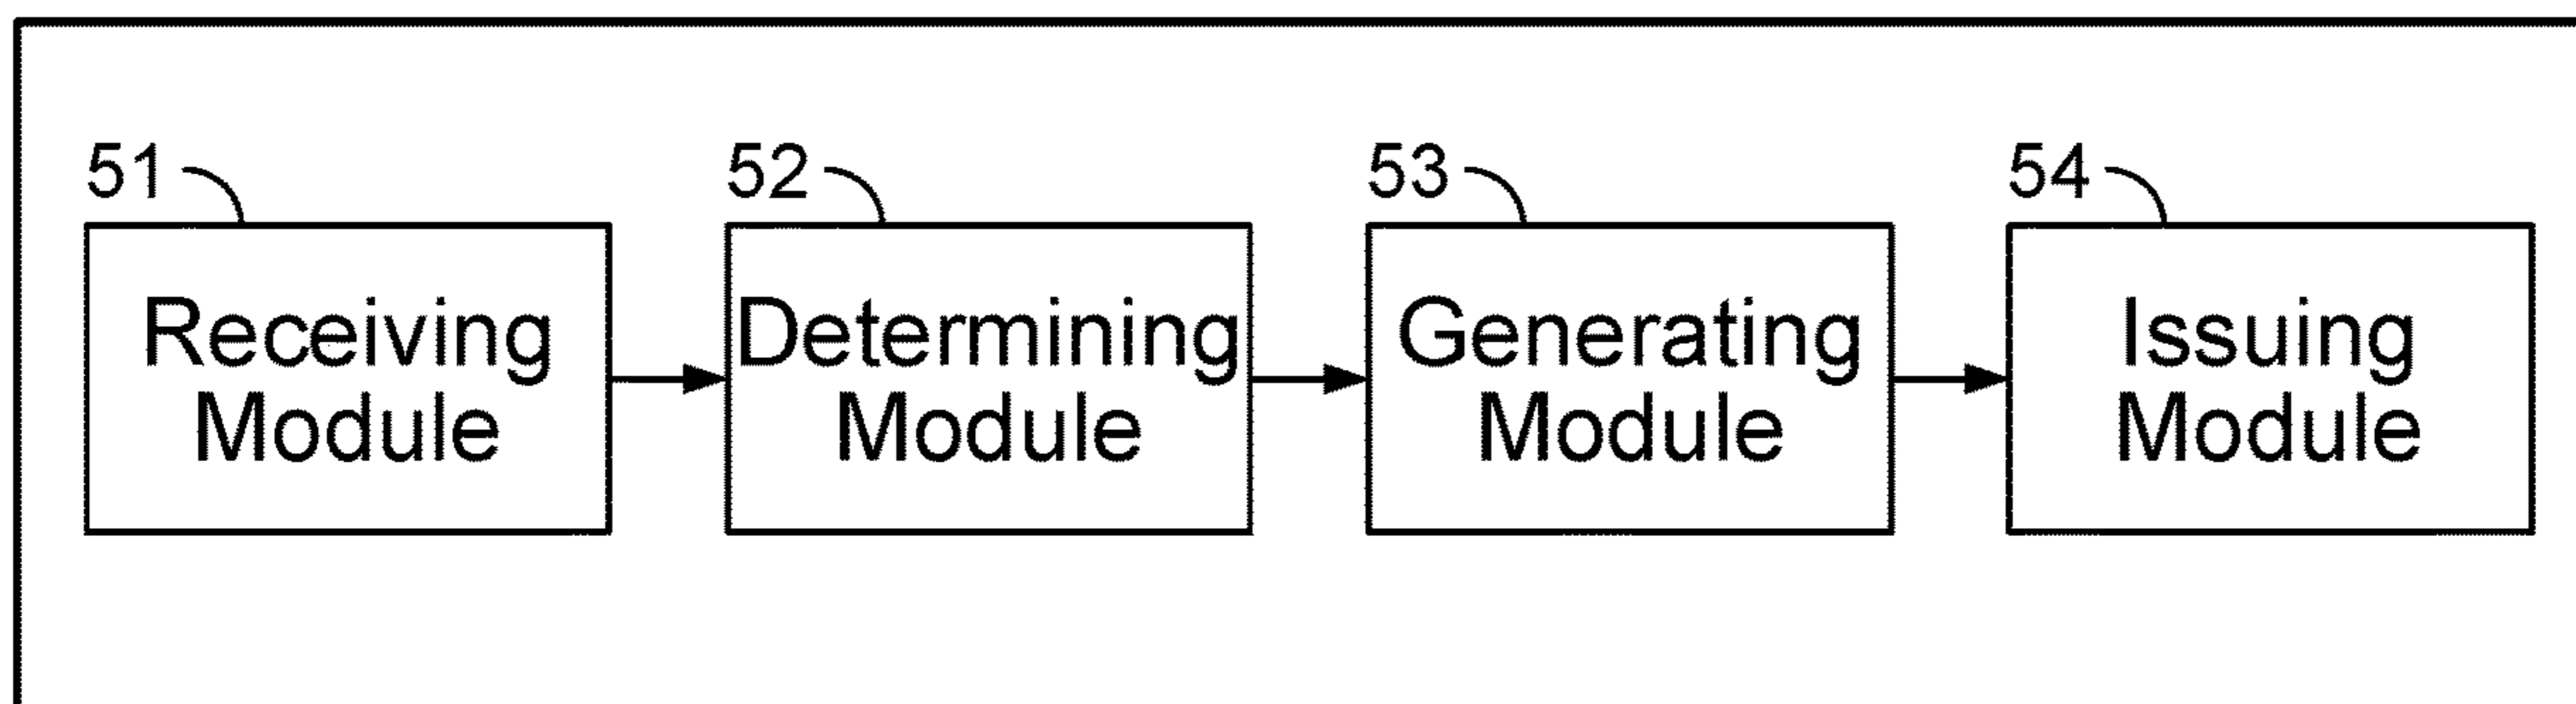 51
Receiving
Module
52
Determining
Module
53
Generating
Module
54
Issuing
Module